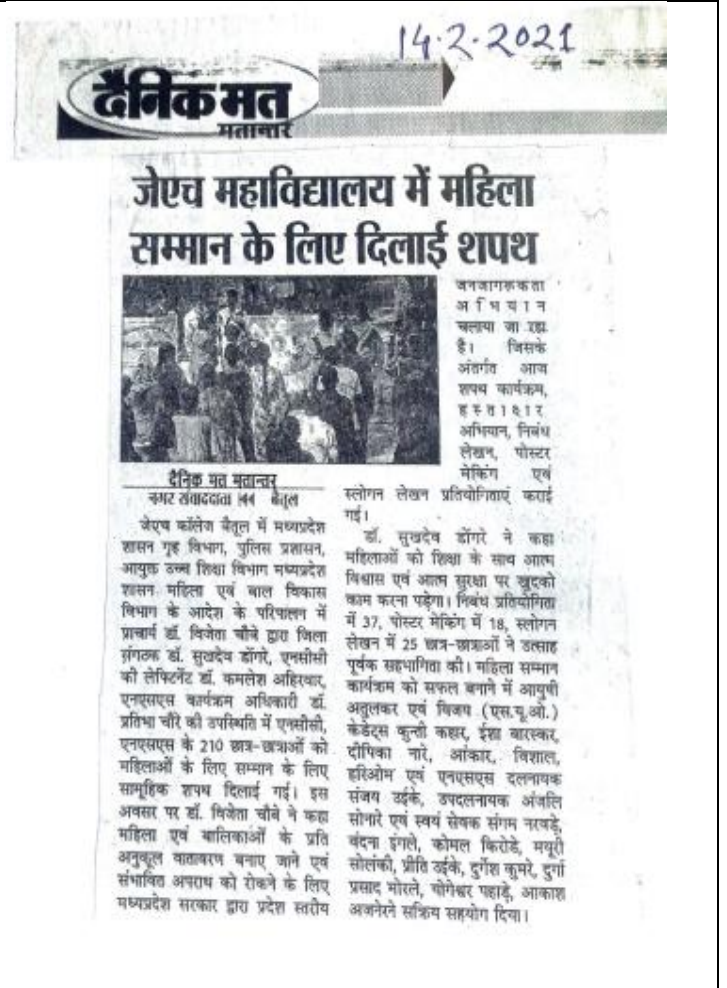 14.2.2021
दैनिक मत
मतान्तर
जेएच महाविद्यालय में महिला
सम्मान के लिए दिलाई शपथ
दैनिक मत मतान्तर
नगर संवाददाता बैतूल
जेएच कॉलेज बैतूल में मध्यप्रदेश
शासन गृह विभाग, पुलिस प्रशासन,
आयुक्त उच्च शिक्षा विभाग मध्यप्रदेश
शासन महिला एवं बाल विकास
विभाग के आदेश के परिपालन में
प्राचार्य डॉ. विजेता चौबे द्वारा जिला
संगठक डॉ. सुखदेव डोंगरे, एनसीसी
की लेफ्टिनेंट डॉ. कमलेश अहिरवार,
एनएसएस कार्यक्रम अधिकारी डॉ.
प्रतिभा चौरे की उपस्थिति में एनसीसी,
एनएसएस के 210 छात्र-छात्राओं को
महिलाओं के लिए सम्मान के लिए
सामूहिक शपथ दिलाई गई। इस
अवसर पर डॉ. विजेता चौबे ने कहा
महिला एवं बालिकाओं के प्रति
अनुकूल वातावरण बनाए जाने एवं
संभावित अपराध को रोकने के लिए
मध्यप्रदेश सरकार द्वारा प्रदेश स्तरीय
जनजागरूकता
अभियान
चलाया जा रहा
है। जिसके
अंतर्गत आज
शपथ कार्यक्रम,
हस्ताक्षर
अभियान, निबंध
लेखन, पोस्टर
मेकिंग एवं
स्लोगन लेखन प्रतियोगिताएं कराई
गई।
डॉ. सुखदेव डोंगरे ने कहा
महिलाओं को शिक्षा के साथ आत्म
विश्वास एवं आत्म सुरक्षा पर खुदको
काम करना पड़ेगा। निबंध प्रतियोगिता
में 37, पोस्टर मेकिंग में 18, स्लोगन
लेखन में 25 छात्र-छात्राओं ने उत्साह
पूर्वक सहभागिता की। महिला सम्मान
कार्यक्रम को सफल बनाने में आयुषी
अतुलकर एवं विजय (एस.यू.ओ.)
केडेट्स कुन्ती कहार, ईशा बारस्कर,
दीपिका नारे, ओंकार, विशाल,
हरिओम एवं एनएसएस दलनायक
संजय उईके, उपदलनायक अंजलि
सोनारे एवं स्वयं सेवक संगम नरवड़े,
वंदना इंगले, कोमल किरोडे, मयूरी
सोलंकी, प्रीति उईके, दुर्गेश कुमरे, दुर्गा
प्रसाद मोरले, योगेश्वर पहाड़े, आकाश
अजनेरने सक्रिय सहयोग दिया।